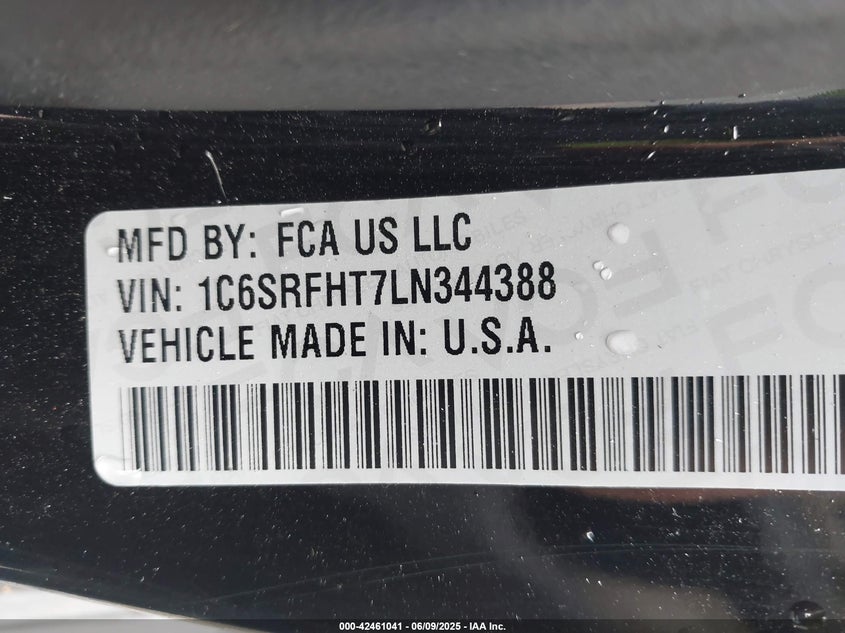 MFD BY: FCA US LLC
VIN: 1C6SRFHT7LN344388
VEHICLE MADE IN: U.S.A.
000-42461041 | 06/09/2025 - IAA Inc.